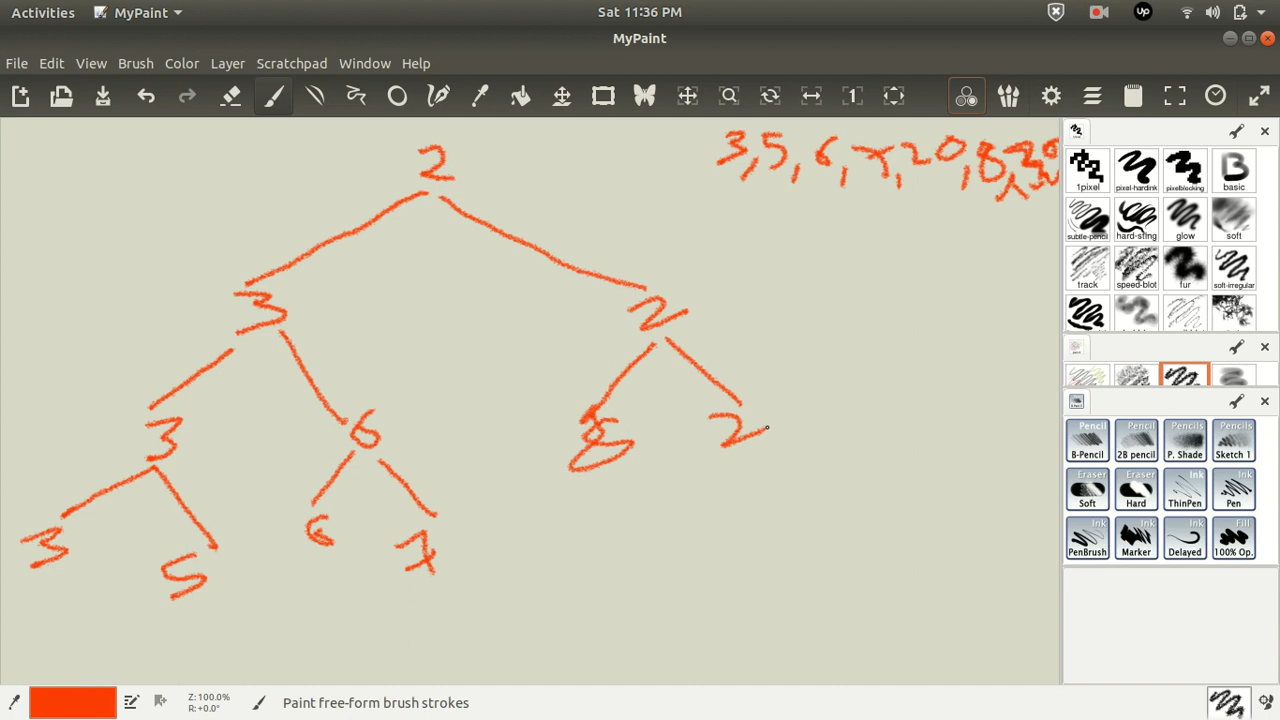 Activities MyPaint Sat 11:36 PM Up
MyPaint
File Edit View Brush Color Layer Scratchpad Window Help
2
3,5,6,7,20,8,
3
2
3
6
8
2
3
5
6
7
1pixel pixel-hardink pixelblocking basic
subtle-pencil hard-sting glow soft
track speed-blot fur soft-irregular
Pencil Pencil Pencils Pencils
B-Pencil 2B pencil P. Shade Sketch 1
Eraser Eraser Ink Ink
Soft Hard ThinPen Pen
Ink Ink Ink Fill
PenBrush Marker Delayed 100% Op.
Z: 100.0%
R: +0.0°
Paint free-form brush strokes